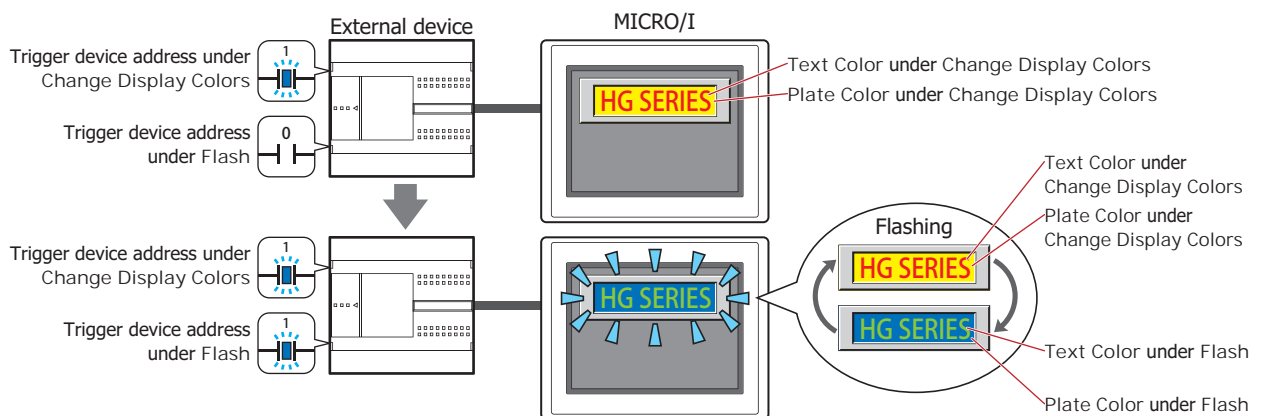 External device
MICRO/I
Trigger device address under
Change Display Colors
1
Trigger device address
under Flash
0
HG SERIES
Text Color under Change Display Colors
Plate Color under Change Display Colors
Trigger device address under
Change Display Colors
1
Trigger device address
under Flash
1
HG SERIES
Flashing
HG SERIES
HG SERIES
Text Color under
Change Display Colors
Plate Color under
Change Display Colors
Text Color under Flash
Plate Color under Flash